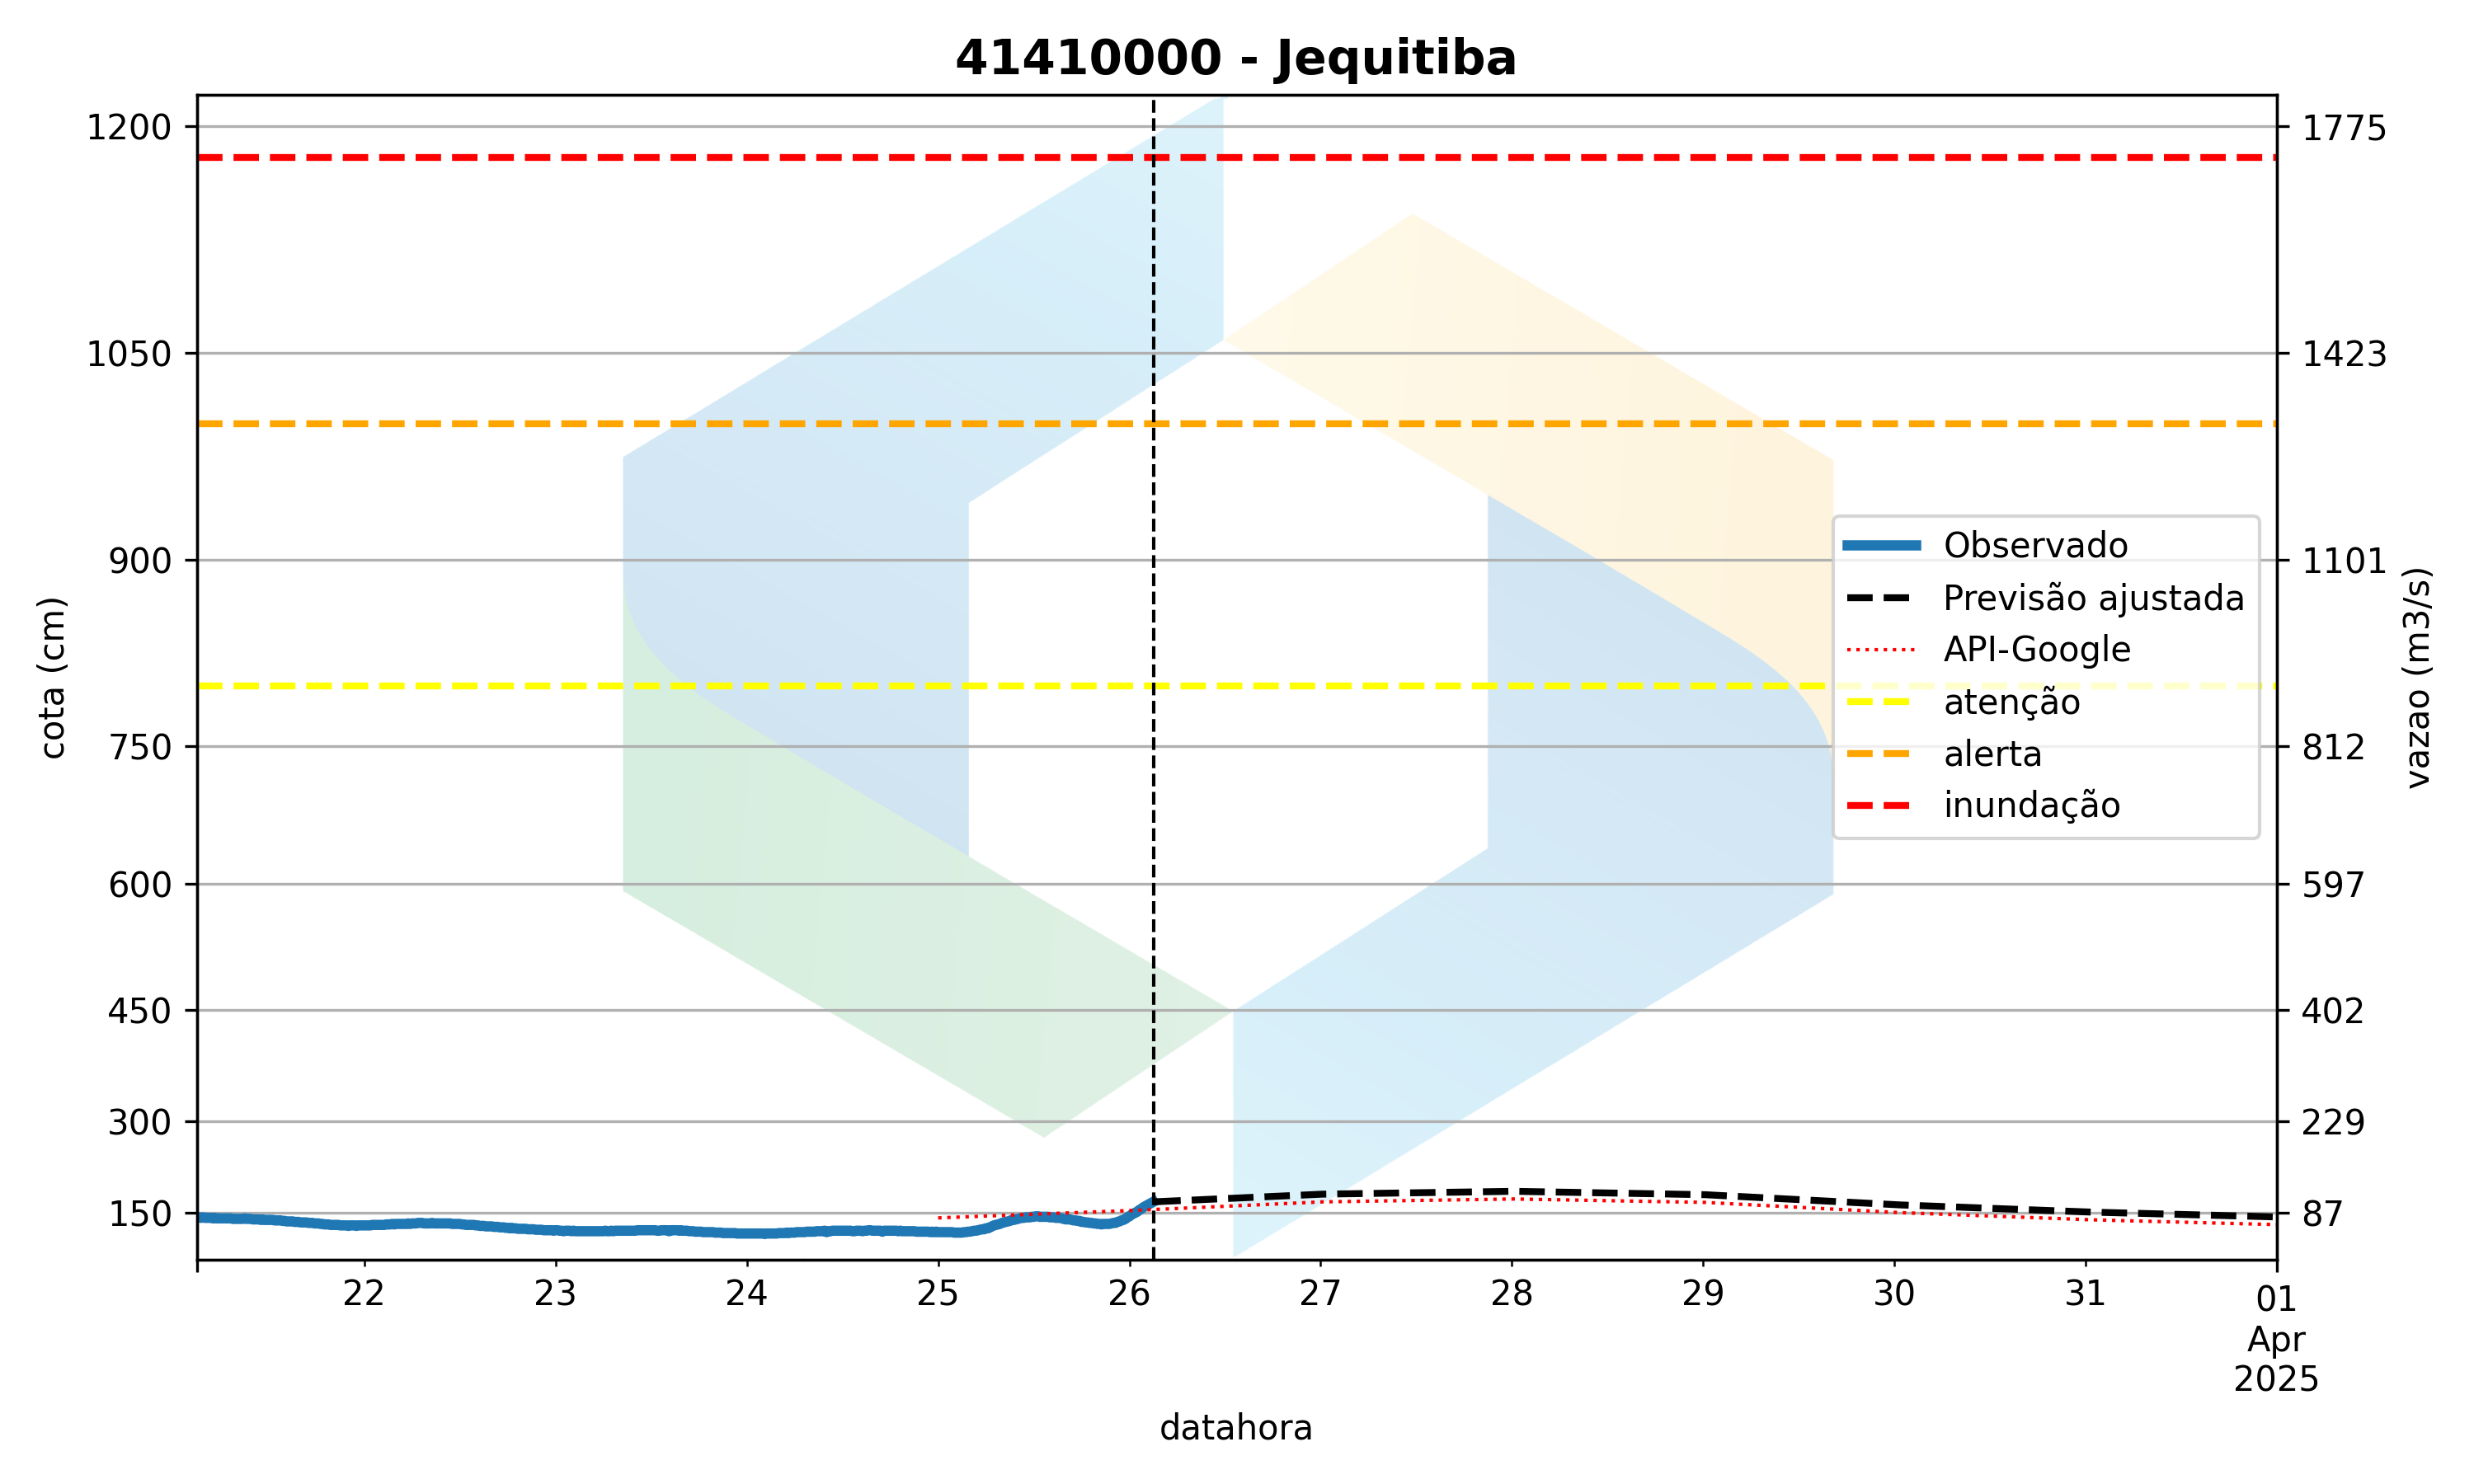 41410000 - Jequitiba
1200
1050
900
750
600
450
300
150
cota (cm)
1775
1423
1101
812
597
402
229
87
vazao (m3/s)
Observado
Previsão ajustada
API-Google
atenção
alerta
inundação
22 23 24 25 26 27 28 29 30 31 01
Apr
2025
datahora